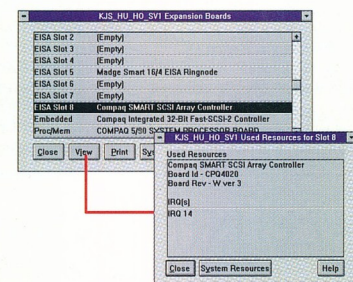 KJS_HU_HO_SV1 Expansion Boards
EISA Slot 2 (Empty)
EISA Slot 3 (Empty)
EISA Slot 4 (Empty)
EISA Slot 5 Madge Smart 16/4 EISA Ringnode
EISA Slot 6 (Empty)
EISA Slot 7 (Empty)
EISA Slot 8 Compaq SMART SCSI Array Controller
Embedded Compaq Integrated 32-Bit Fast-SCSI-2 Controller
Proc/Mem COMPAQ 5/90 SYSTEM PROCESSOR BOARD
Close View Print
KJS_HU_HO_SV1 Used Resources for Slot 8
Used Resources
Compaq SMART SCSI Array Controller
Board Id - CPQ4020
Board Rev - W ver 3
IRQ(s)
IRQ 14
Close System Resources Help